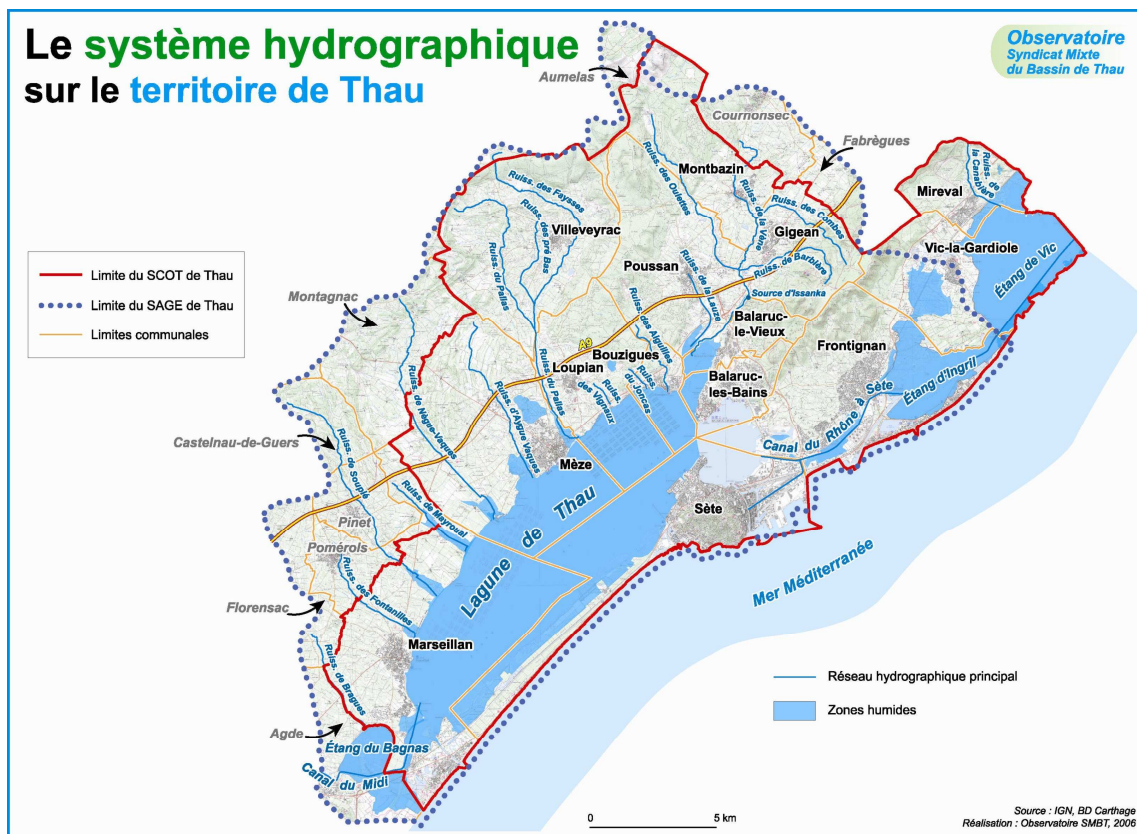 Le système hydrographique
sur le territoire de Thau
Observatoire
Syndicat Mixte
du Bassin de Thau
Aumelas
Cournonsec
Fabrègues
Montbazin
Mireval
Ruiss. de
la Canabière
Ruiss. des Faysses
Ruiss. des Oulettes
Ruiss. de la Vène
Ruiss. des Combes
Ruiss. des pré Bas
Villeveyrac
Gigean
Vic-la-Gardiole
Étang de Vic
Limite du SCOT de Thau
Limite du SAGE de Thau
Limites communales
Ruiss. du Pallas
Poussan
Ruiss. de la Lauze
Ruiss. de Barbière
Source d'Issanka
Montagnac
Ruiss. des Aiguilles
Balaruc-
le-Vieux
A9
Bouzigues
Frontignan
Loupian
Ruiss. du Pallas
Ruiss.
des Vignaux
Ruiss.
du Joncas
Balaruc-
les-Bains
Étang d'Ingril
Ruiss. de Nègue-Vaques
Ruiss. d'Aygue Vaques
Canal du Rhône à Sète
Castelnau-de-Guers
Ruiss. de Soupié
Mèze
Ruiss. de Mayroual
Sète
Pinet
Pomérols
Lagune de Thau
Mer Méditerranée
Ruiss. des Fontanilles
Florensac
Marseillan
Ruiss. de Bragues
Réseau hydrographique principal
Zones humides
Agde
Étang du Bagnas
Canal du Midi
0 5 km
Source : IGN, BD Carthage
Réalisation : Observatoire SMBT, 2006